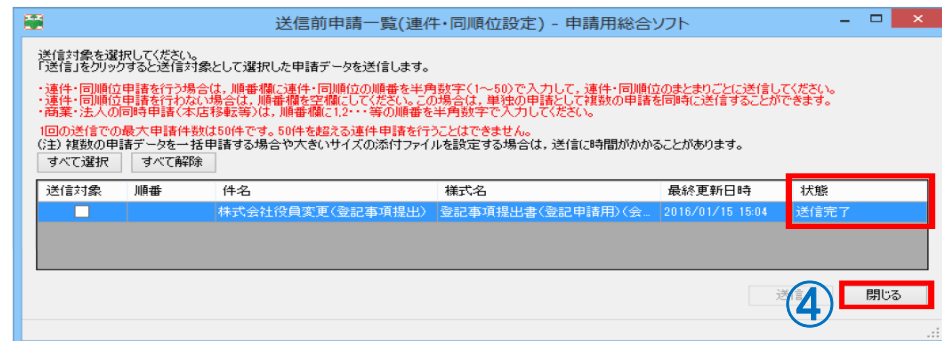 送信前申請一覧(連件・同順位設定) - 申請用総合ソフト
送信対象を選択してください。
「送信」をクリックすると送信対象として選択した申請データを送信します。
・連件・同順位申請を行う場合は，順番欄に連件・同順位の順番を半角数字(1～50)で入力して，連件・同順位のまとまりごとに送信してください。
・連件・同順位申請を行わない場合は，順番欄を空欄にしてください。この場合は，単独の申請として複数の申請を同時に送信することができます。
・商業・法人の同時申請(本店移転等)は，順番欄に1,2・・・等の順番を半角数字で入力してください。
1回の送信での最大申請件数は50件です。50件を超える連件申請を行うことはできません。
(注) 複数の申請データを一括申請する場合や大きいサイズの添付ファイルを設定する場合は，送信に時間がかかることがあります。
すべて選択 すべて解除
送信対象 順番 件名 様式名 最終更新日時 状態
株式会社役員変更(登記事項提出) 登記事項提出書(登記申請用)(会... 2016/01/15 15:04 送信完了
④ 閉じる